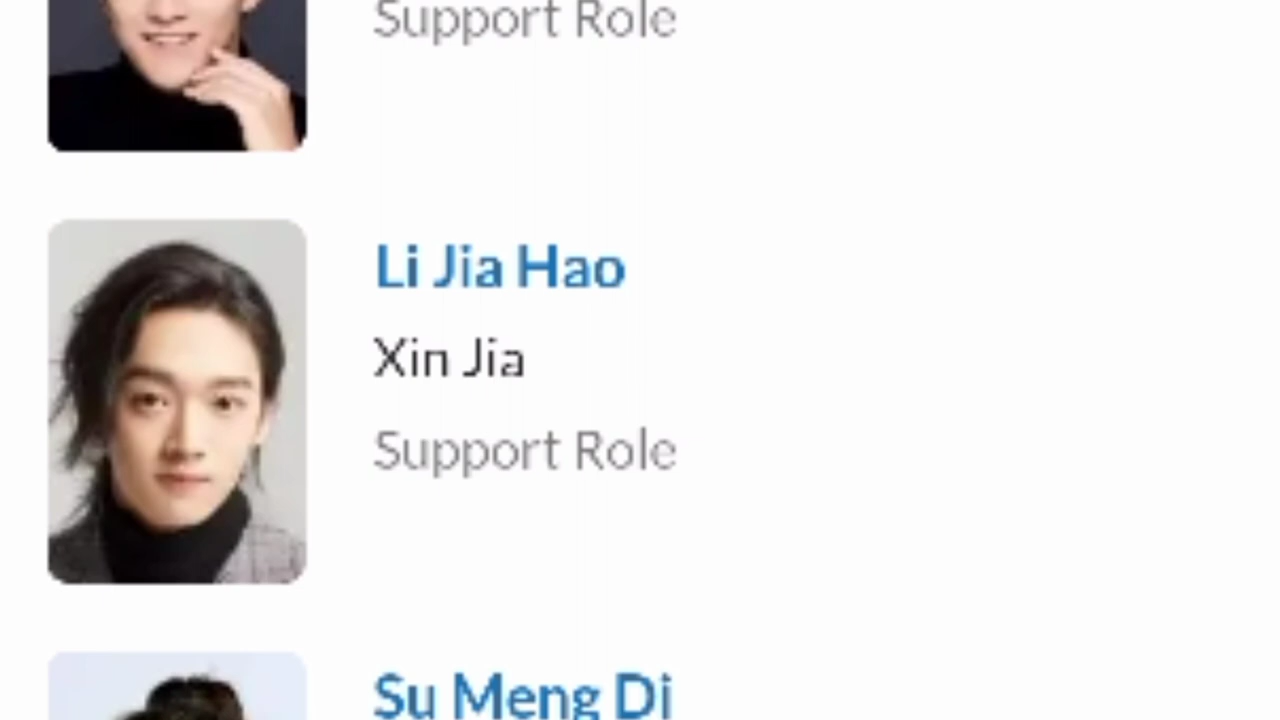 Support Role
Li Jia Hao
Xin Jia
Support Role
Su Meng Di